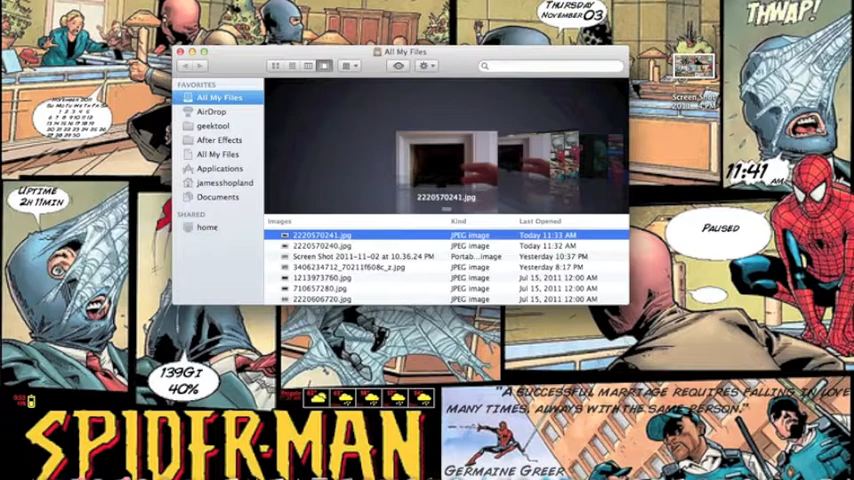 THURSDAY
NOVEMBER 03
THWAP!
All My Files
FAVORITES
All My Files
AirDrop
geektool
After Effects
All My Files
Applications
jameshopland
Documents
SHARED
home
2220570241.jpg
Images Kind Last Opened
2220570241.jpg JPEG image Today 11:33 AM
2220570240.jpg JPEG image Today 11:32 AM
Screen Shot 2011-11-02 at 10.36.24 PM Portab...image Yesterday 10:37 PM
3406234712_70211f608c_z.jpg JPEG image Yesterday 8:17 PM
1213973760.jpg JPEG image Jul 15, 2011 12:00 AM
710657280.jpg JPEG image Jul 15, 2011 12:00 AM
2220606720.jpg JPEG image Jul 15, 2011 12:00 AM
Screen Shot
11:41 AM
UPTIME
2H 11MIN
PAUSED
139GI
40%
"A SUCCESSFUL MARRIAGE REQUIRES FALLING IN LOVE
MANY TIMES, ALWAYS WITH THE SAME PERSON."
GERMAINE GREER
SPIDER-MAN